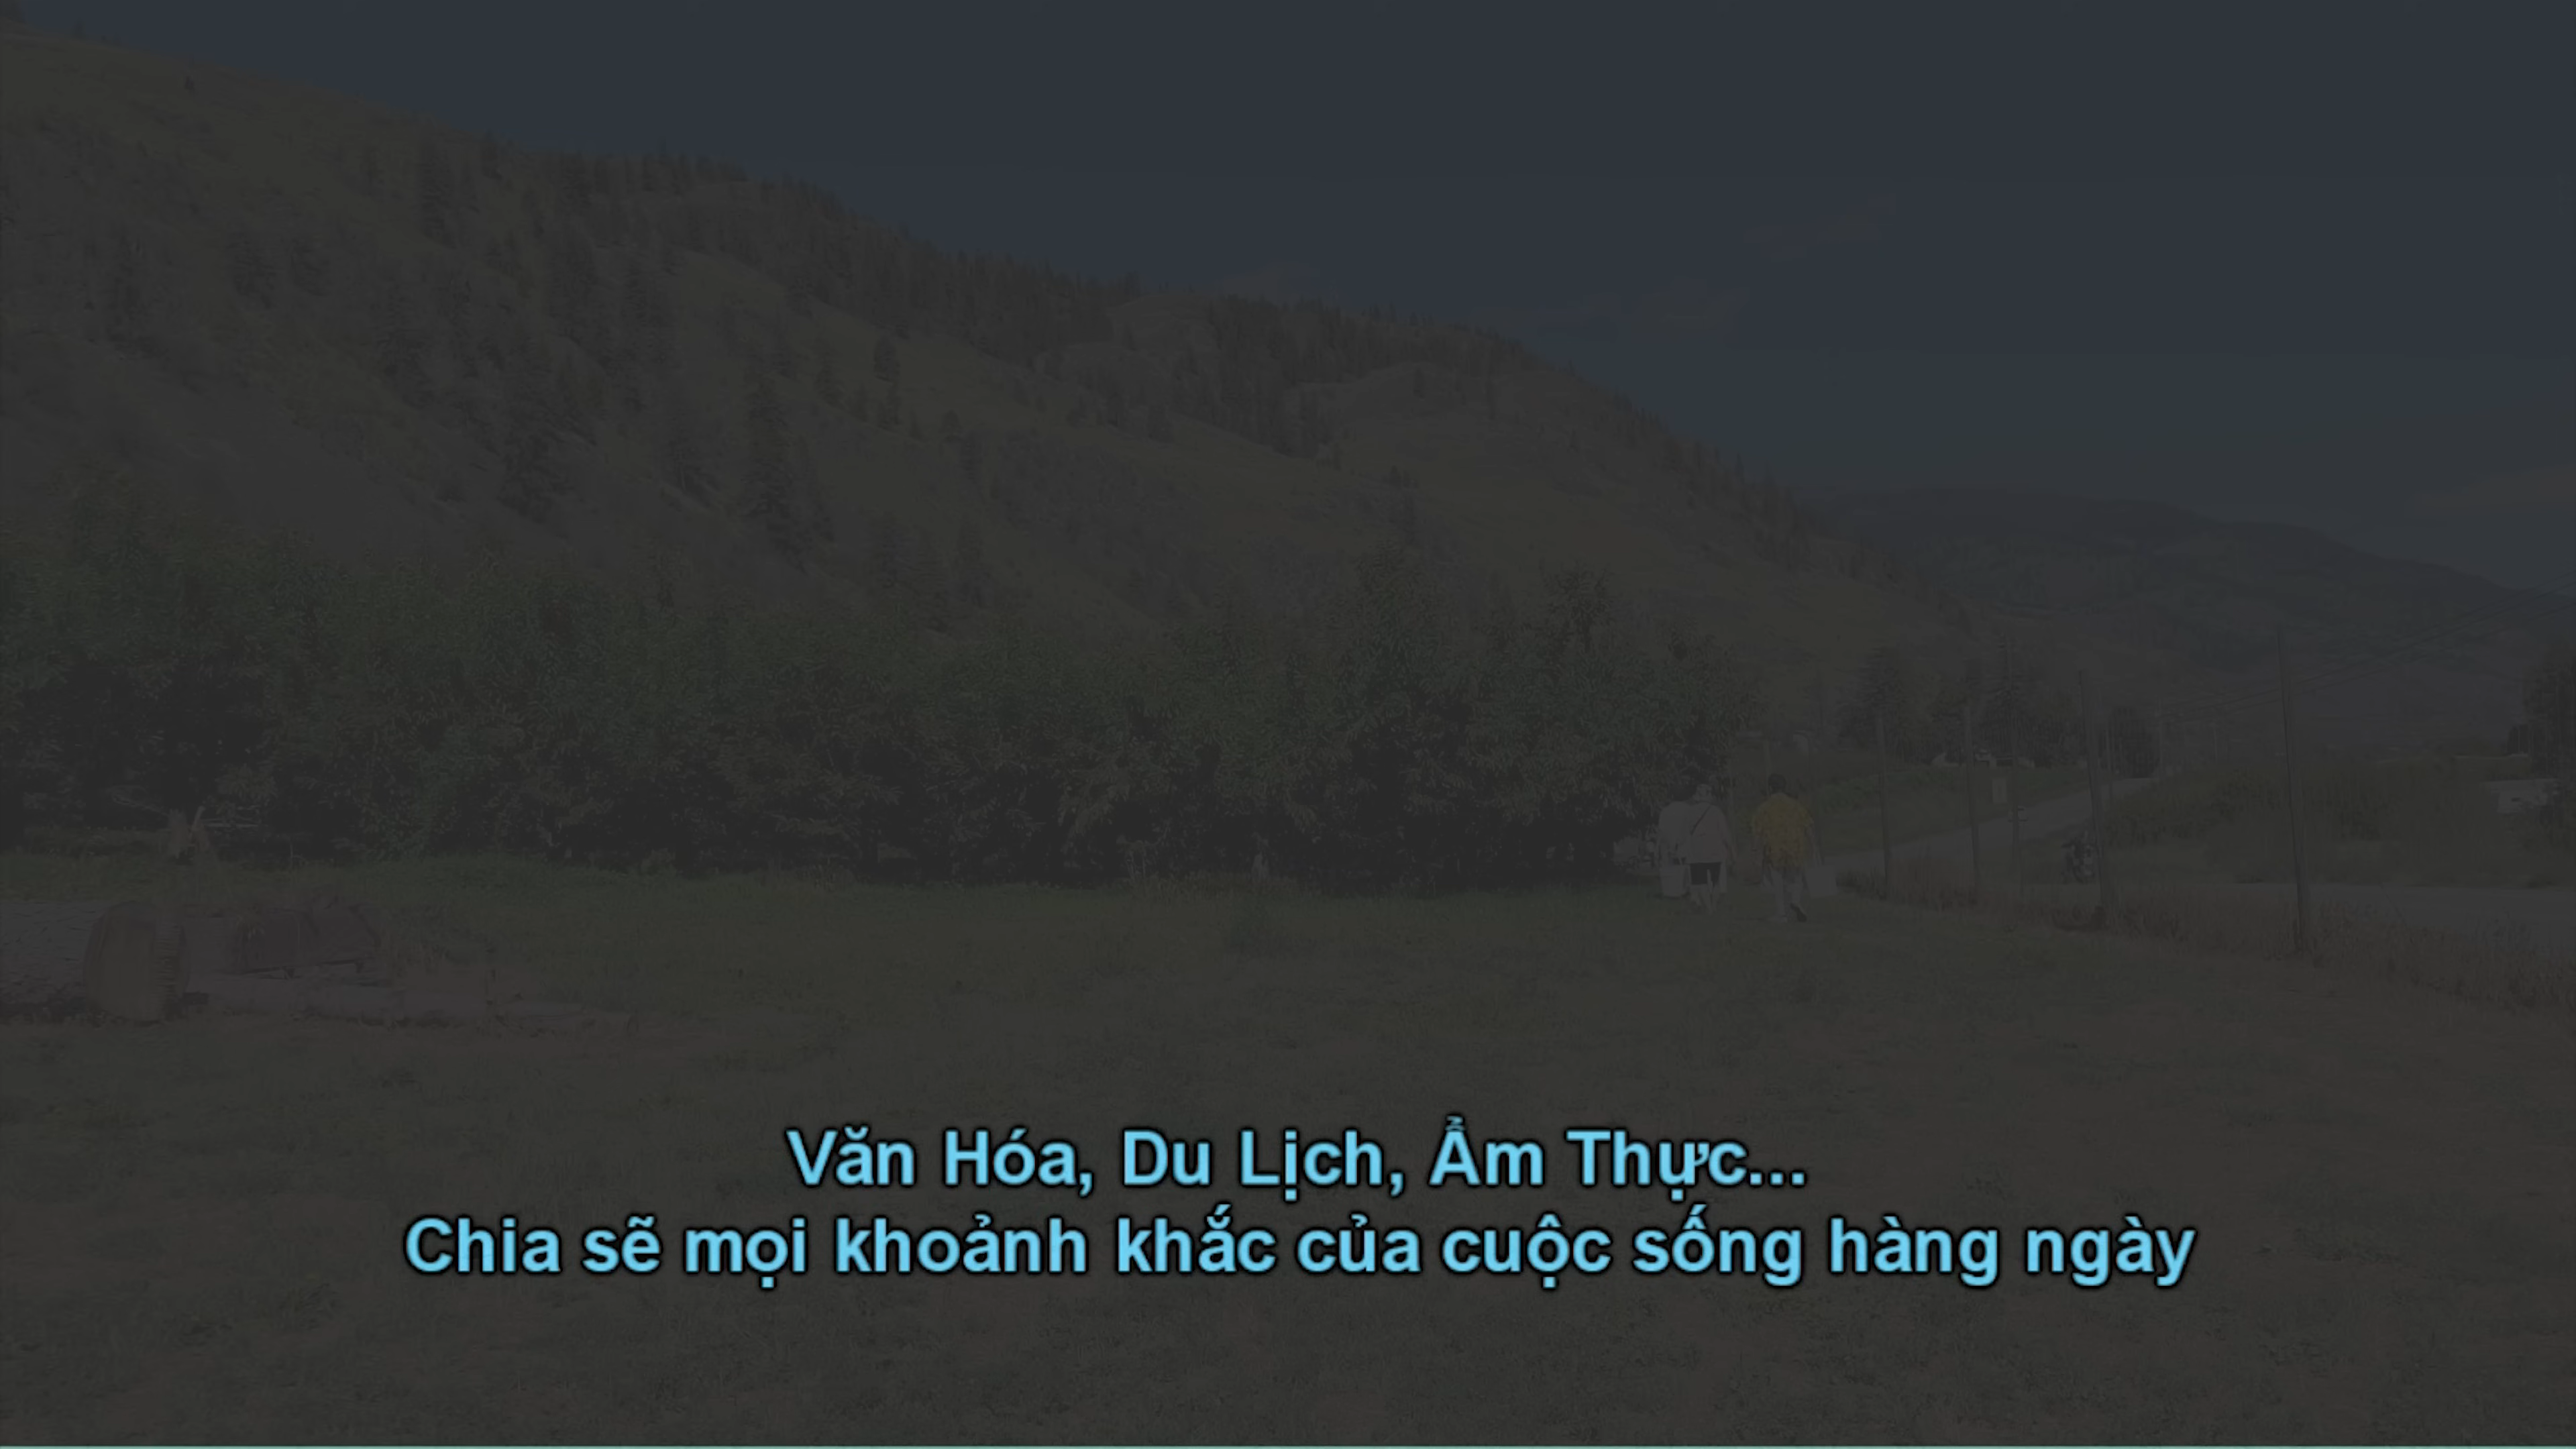 Văn Hóa, Du Lịch, Ẩm Thực...
Chia sẽ mọi khoảnh khắc của cuộc sống hàng ngày